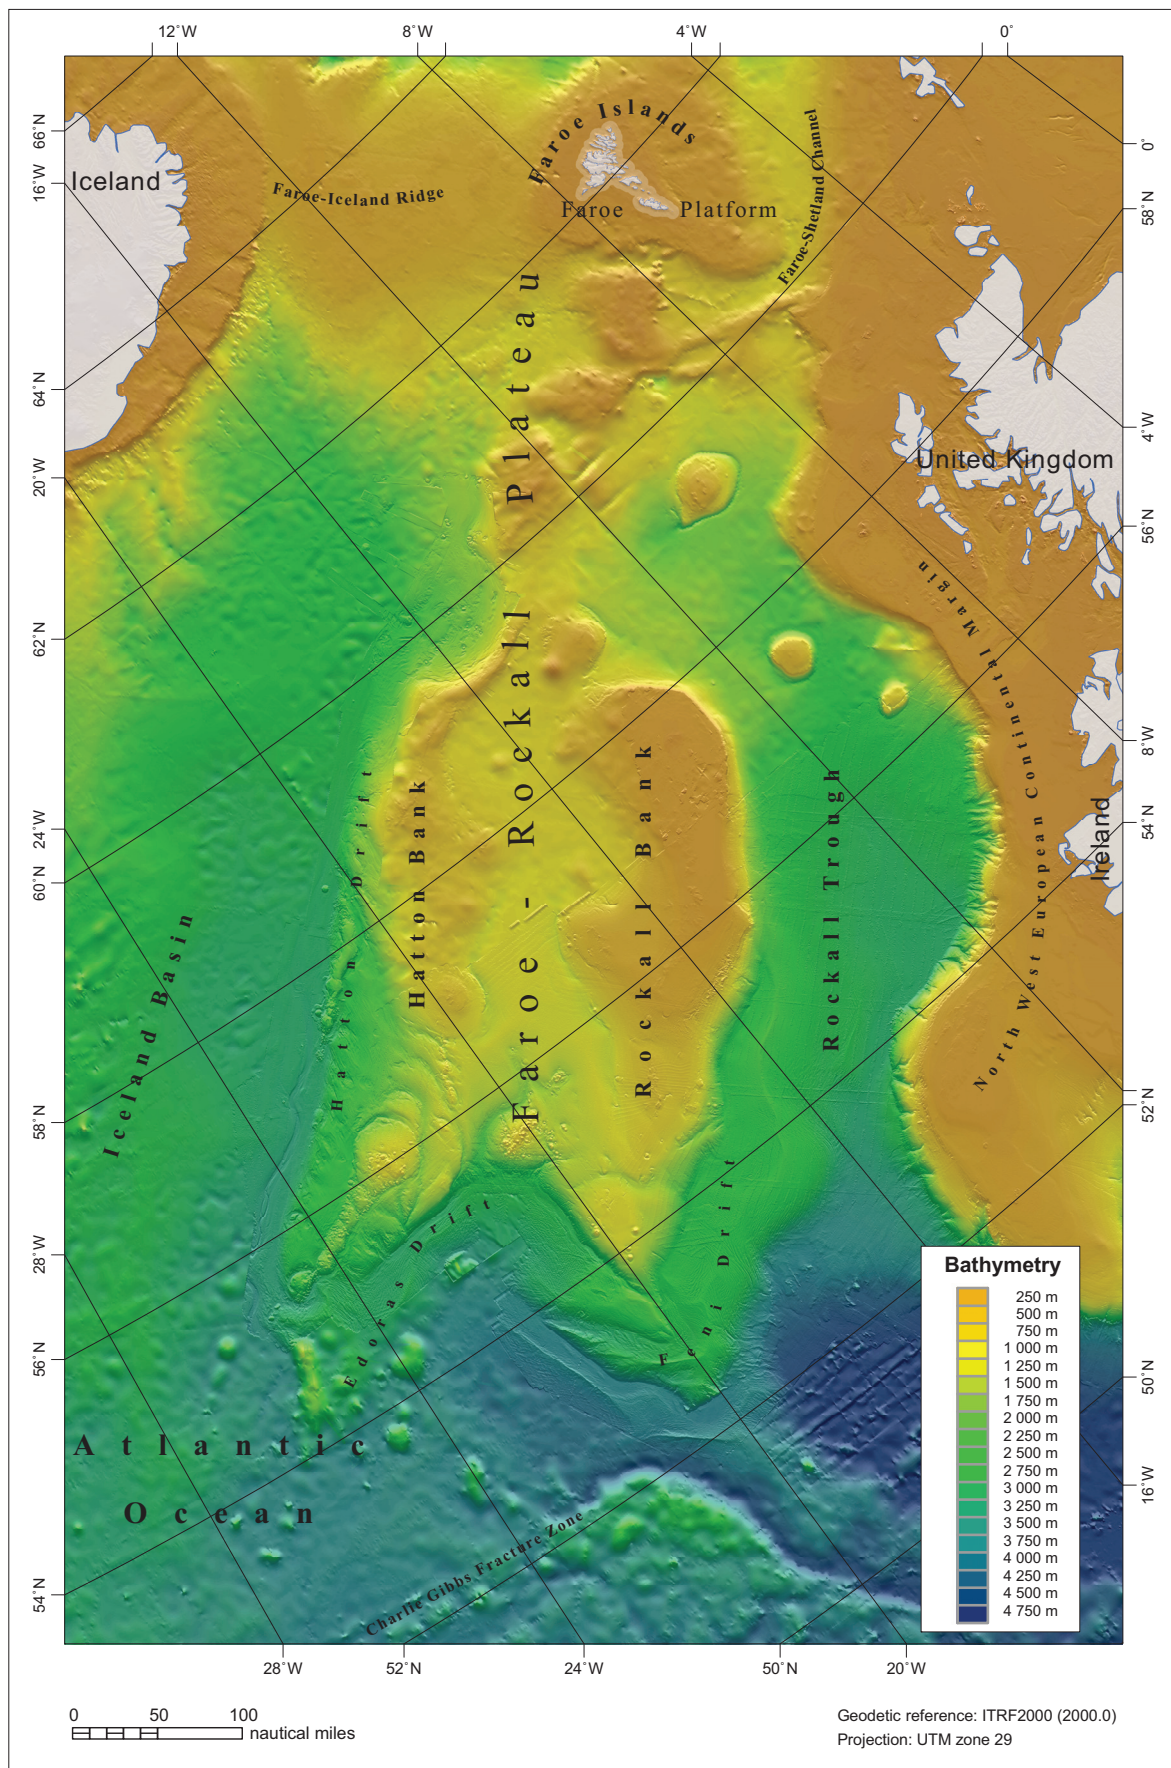 12°W
8°W
4°W
0°
66°N
16°W
64°N
20°W
62°N
24°W
60°N
58°N
28°W
56°N
54°N
0°
58°N
4°W
56°N
8°W
54°N
52°N
50°N
16°W
28°W
52°N
24°W
50°N
20°W
Iceland
Faroe-Iceland Ridge
Faroe Islands
Faroe Platform
Faroe-Shetland Channel
United Kingdom
Ireland
North West European Continental Margin
Faroe - Rockall Plateau
Hatton Drift
Hatton Bank
Rockall Bank
Rockall Trough
Iceland Basin
Edoras Drift
Feni Drift
Atlantic
Ocean
Charlie Gibbs Fracture Zone
Bathymetry
250 m
500 m
750 m
1 000 m
1 250 m
1 500 m
1 750 m
2 000 m
2 250 m
2 500 m
2 750 m
3 000 m
3 250 m
3 500 m
3 750 m
4 000 m
4 250 m
4 500 m
4 750 m
0 50 100
nautical miles
Geodetic reference: ITRF2000 (2000.0)
Projection: UTM zone 29